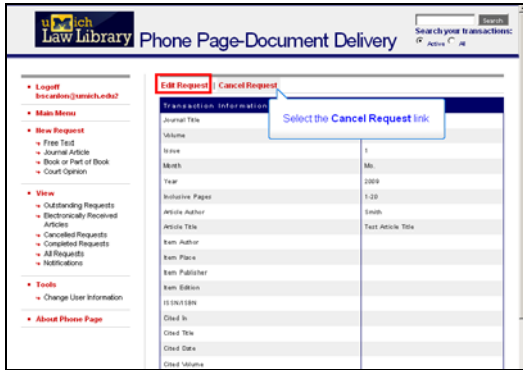 uMich
Law Library
Phone Page-Document Delivery
Search
Search your transactions:
Active All
Logoff
bscanlon@umich.edu2
Main Menu
New Request
Free Text
Journal Article
Book or Part of Book
Court Opinion
View
Outstanding Requests
Electronically Received
Articles
Cancelled Requests
Completed Requests
All Requests
Notifications
Tools
Change User Information
About Phone Page
Edit Request | Cancel Request
Select the Cancel Request link
Transaction Information
Journal Title
Volume
Issue 1
Month Mo.
Year 2008
Inclusive Pages 1-20
Article Author Smith
Article Title Test Article Title
Item Author
Item Place
Item Publisher
Item Edition
ISSN/ISBN
Cited In
Cited Title
Cited Date
Cited Volume